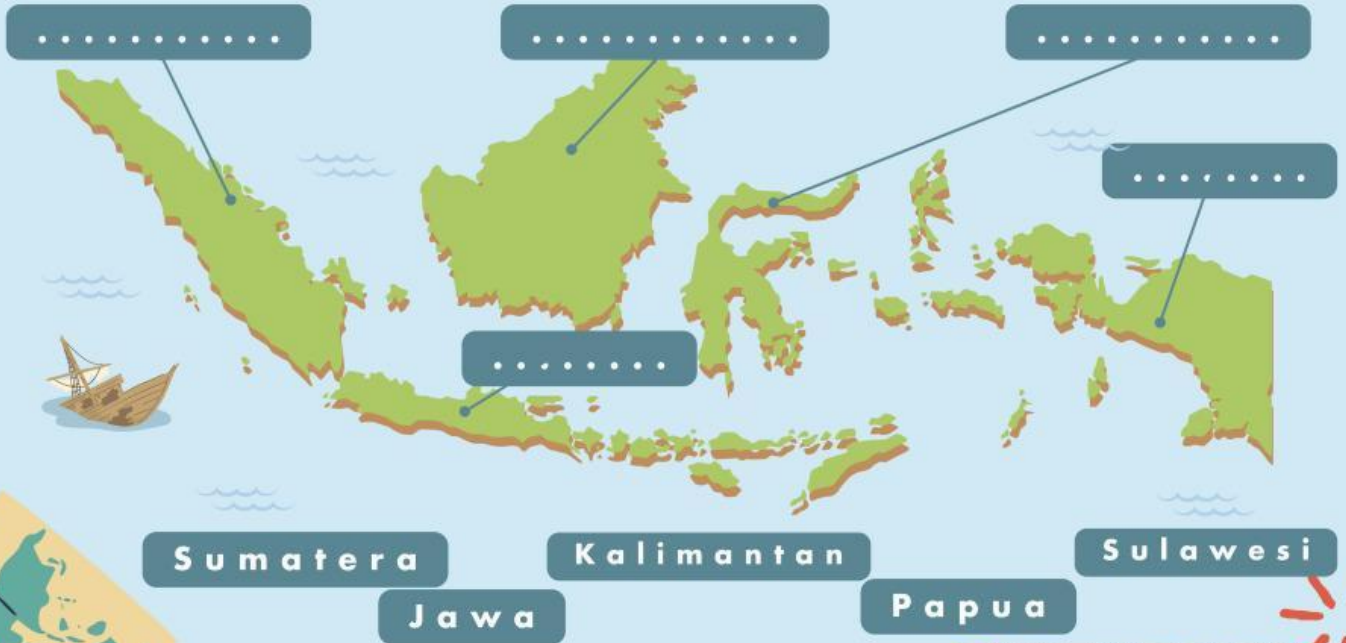 . . . . . . . . . . .
. . . . . . . . . . . .
. . . . . . . . . . .
. . . . . . . .
. . . . . . . .
Sumatera
Kalimantan
Sulawesi
Jawa
Papua